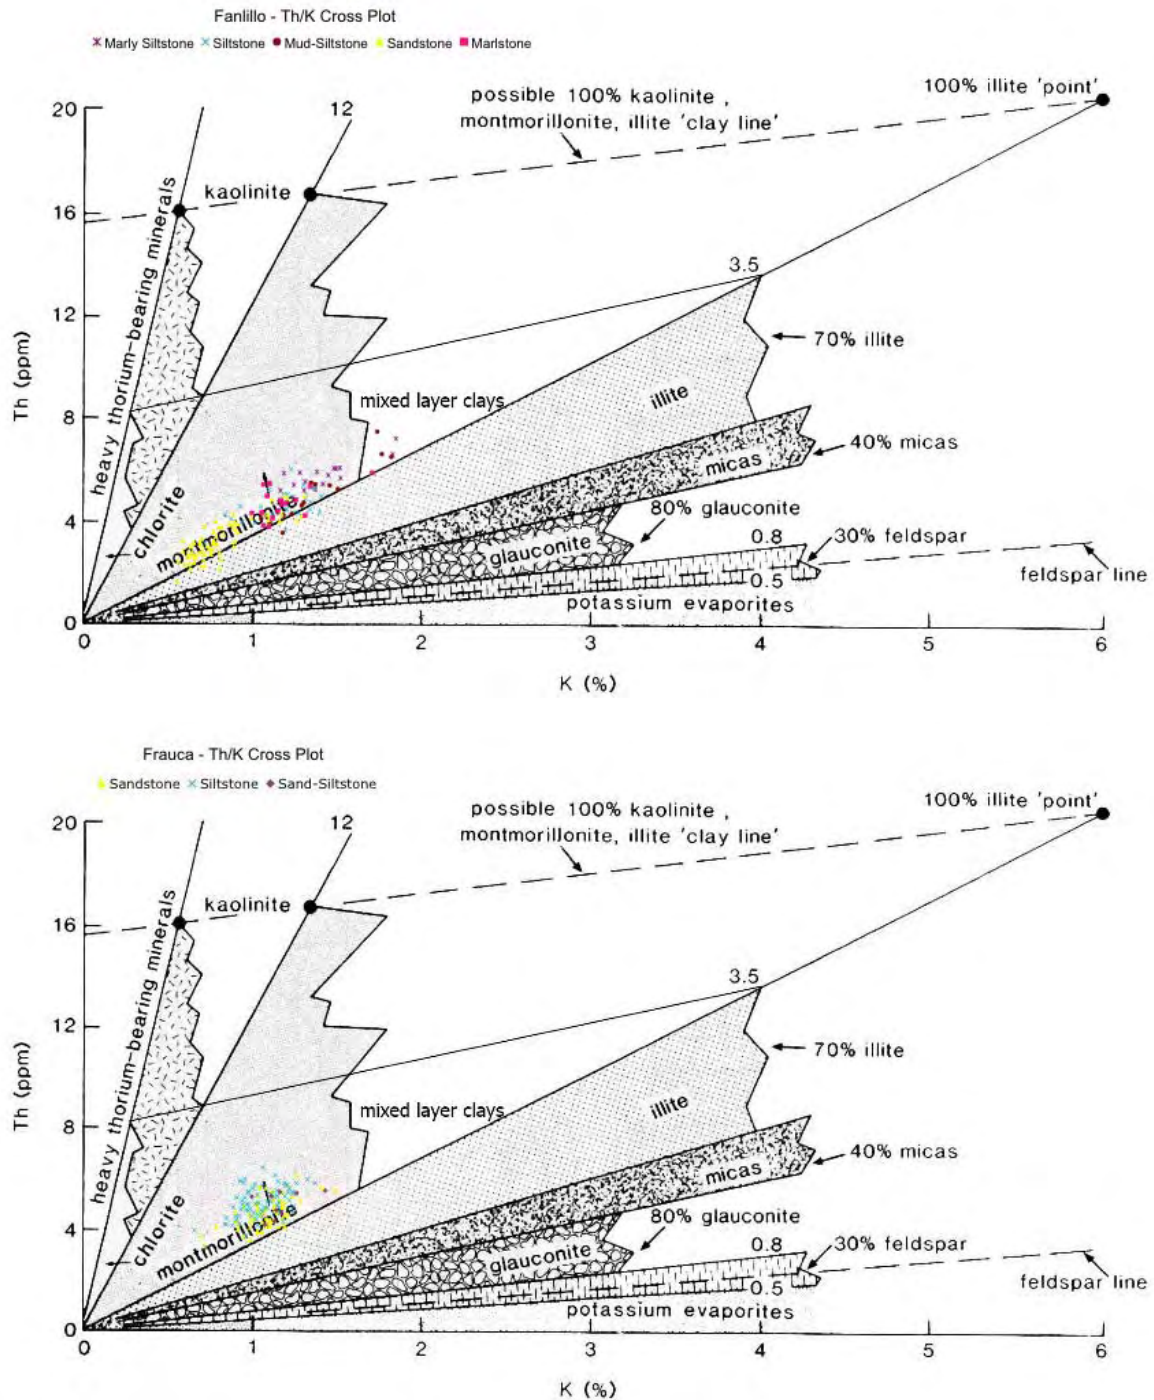 Fanlillo - Th/K Cross Plot
Marly Siltstone Siltstone Mud-Siltstone Sandstone Marlstone
100% illite 'point'
possible 100% kaolinite ,
montmorillonite, illite 'clay line'
20
12
kaolinite
16
heavy thorium-bearing minerals
3.5
12
70% illite
Th (ppm)
illite
8
mixed layer clays
40% micas
micas
chlorite
80% glauconite
4
montmorillonite
glauconite
0.8
30% feldspar
0.5
feldspar line
potassium evaporites
0
0 1 2 3 4 5 6
K (%)
Frauca - Th/K Cross Plot
Sandstone Siltstone Sand-Siltstone
100% illite 'point'
possible 100% kaolinite ,
montmorillonite, illite 'clay line'
20
12
kaolinite
16
heavy thorium-bearing minerals
3.5
12
70% illite
Th (ppm)
illite
8
mixed layer clays
40% micas
micas
chlorite
80% glauconite
4
montmorillonite
glauconite
0.8
30% feldspar
0.5
feldspar line
potassium evaporites
0
0 1 2 3 4 5 6
K (%)